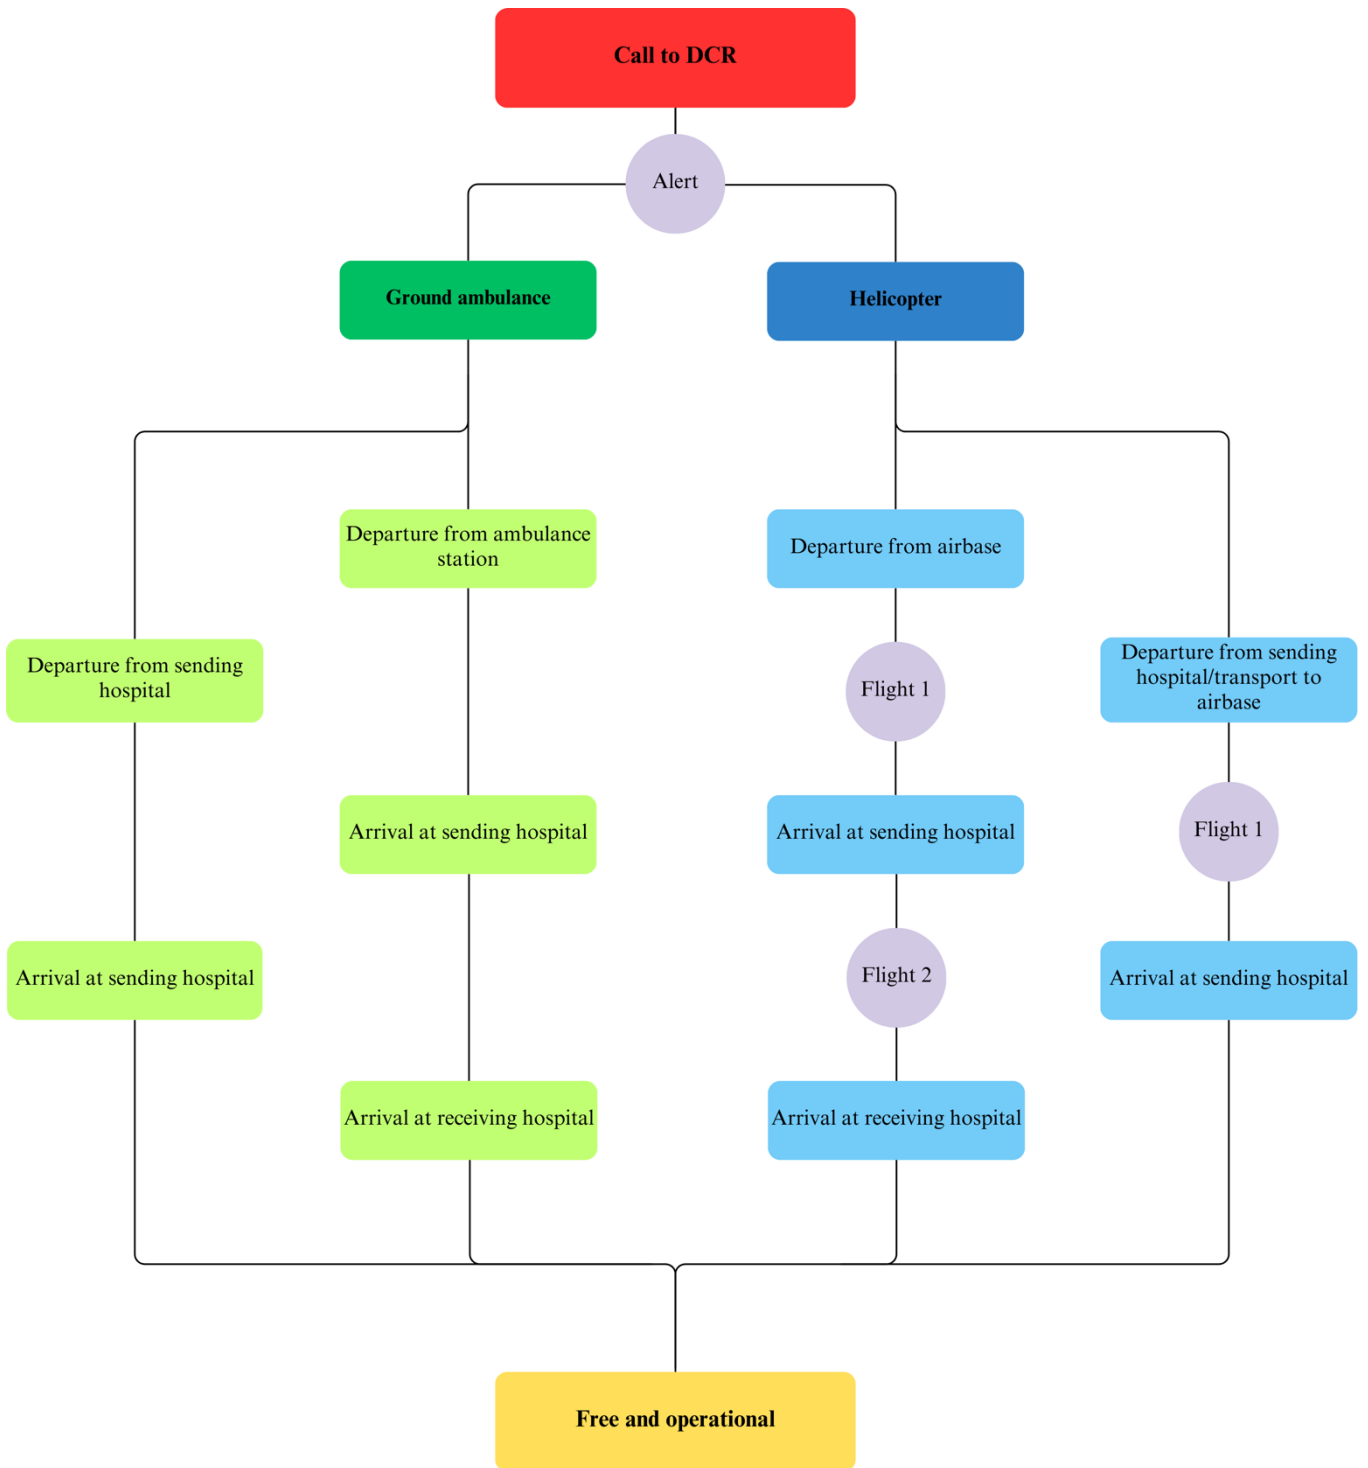 Call to DCR
Alert
Ground ambulance
Helicopter
Departure from ambulance
station
Departure from airbase
Departure from sending
hospital
Flight 1
Departure from sending
hospital/transport to
airbase
Arrival at sending hospital
Arrival at sending hospital
Flight 1
Arrival at sending hospital
Flight 2
Arrival at sending hospital
Arrival at receiving hospital
Arrival at receiving hospital
Free and operational